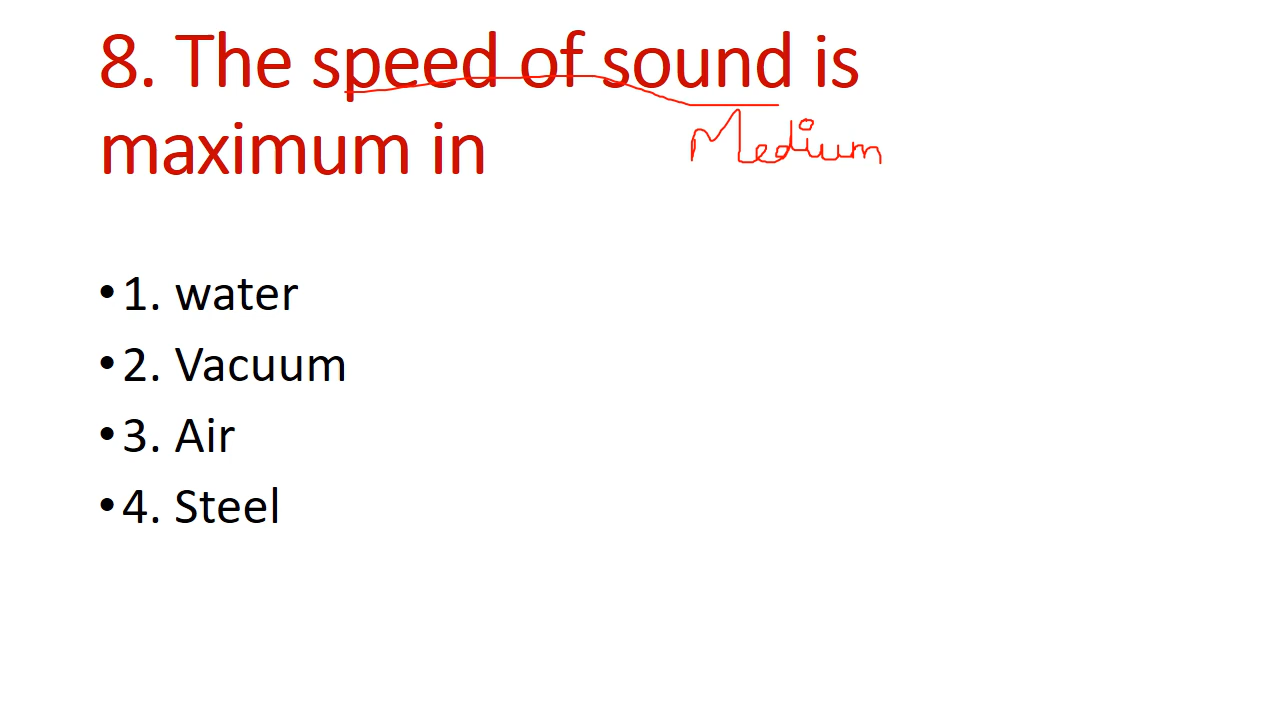 8. The speed of sound is
maximum in
Medium
• 1. water
• 2. Vacuum
• 3. Air
• 4. Steel